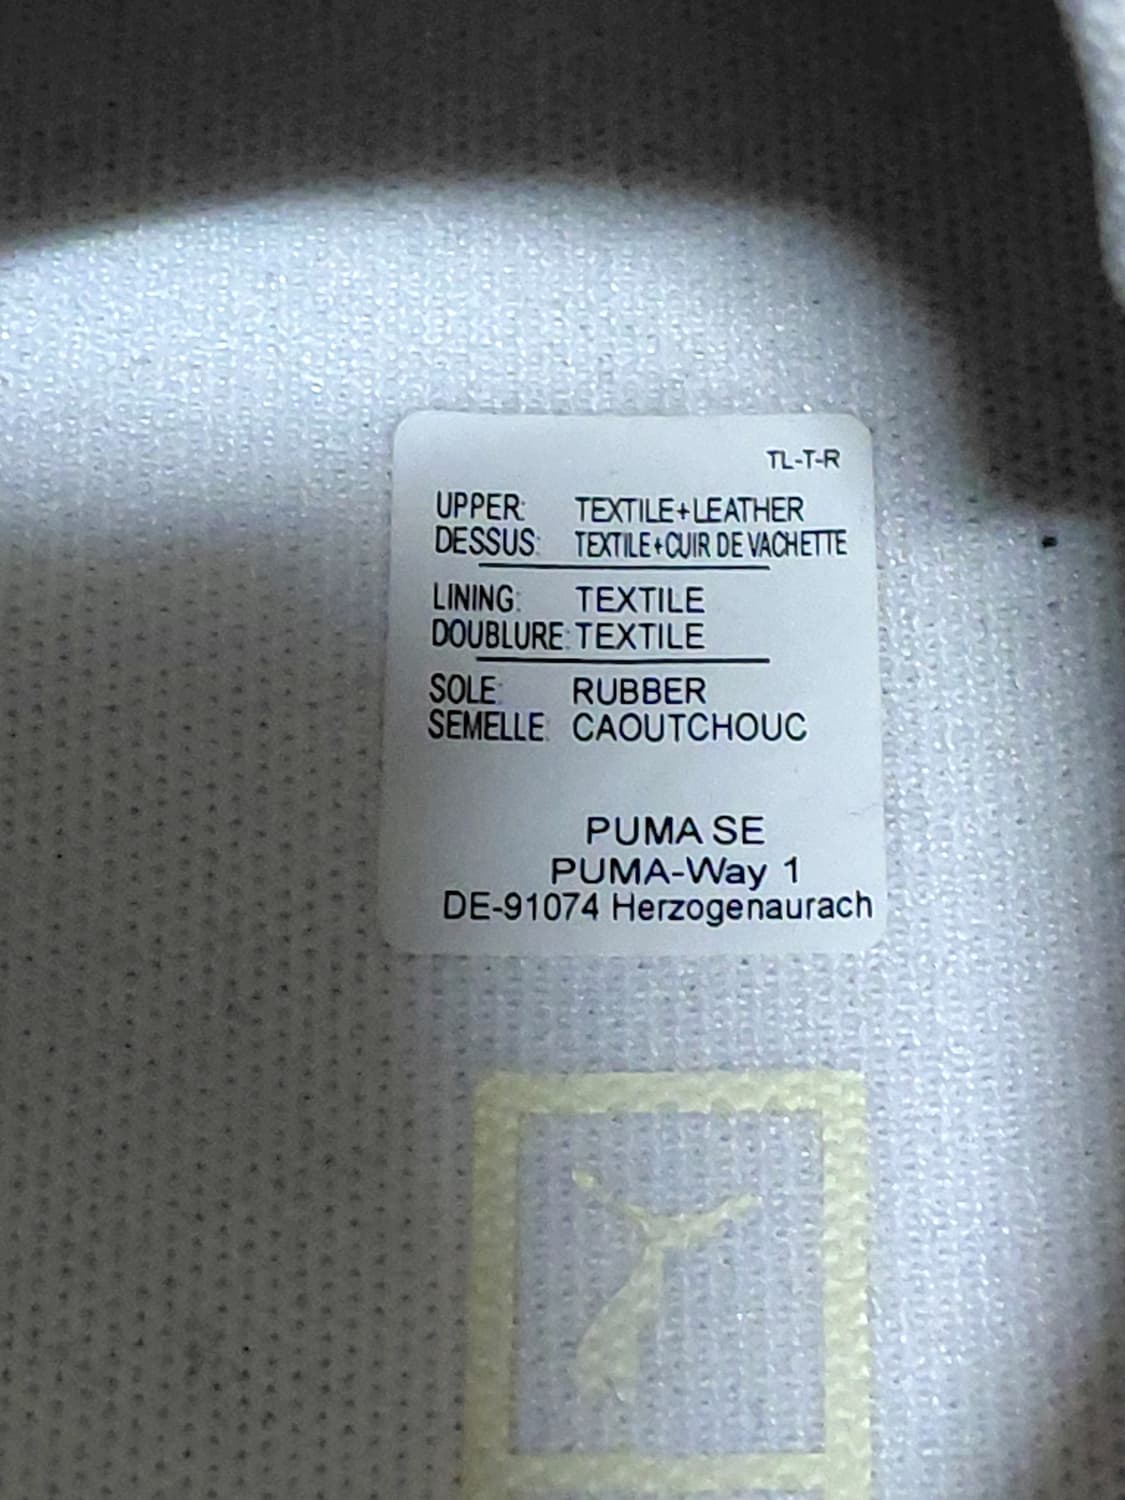 TL-T-R
UPPER: TEXTILE+LEATHER
DESSUS: TEXTILE+CUIR DE VACHETTE
LINING: TEXTILE
DOUBLURE: TEXTILE
SOLE: RUBBER
SEMELLE: CAOUTCHOUC
PUMA SE
PUMA-Way 1
DE-91074 Herzogenaurach